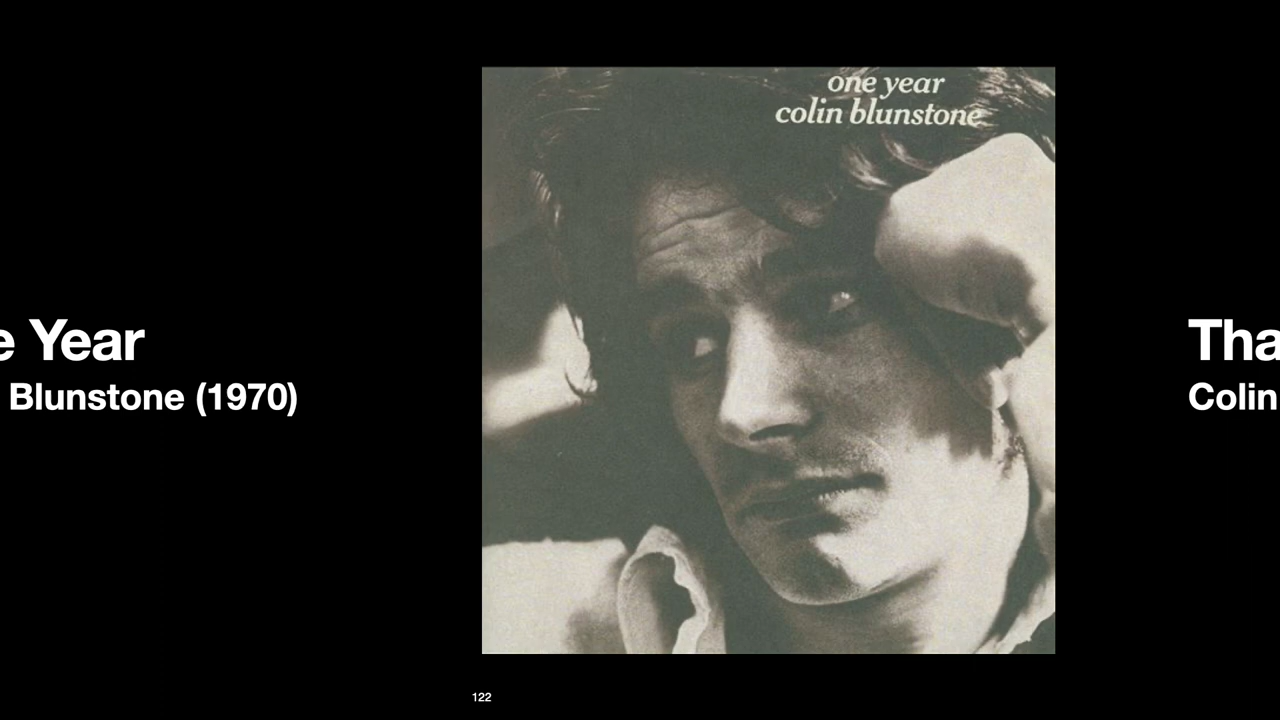 one year
colin blunstone
e Year
Blunstone (1970)
Tha
Colin
122